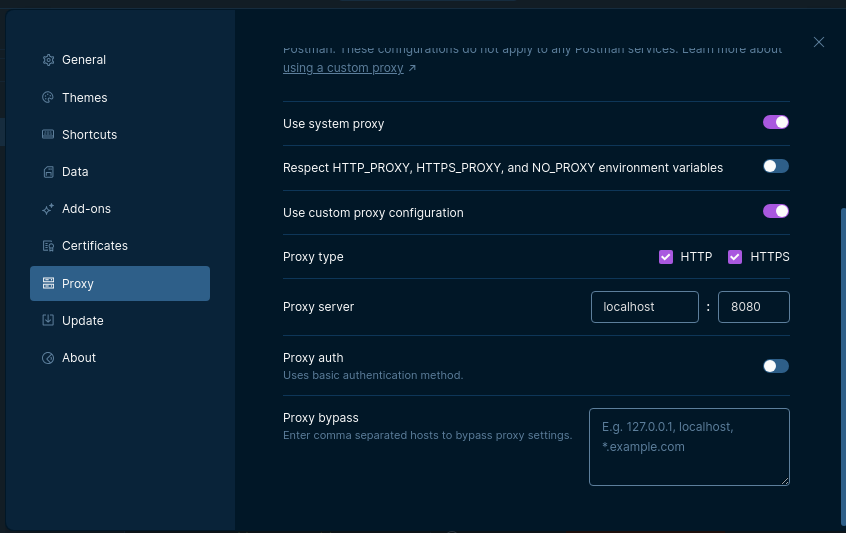 General
Themes
Shortcuts
Data
Add-ons
Certificates
Proxy
Update
About
Postman. These configurations do not apply to any Postman services. Learn more about
using a custom proxy ↗
Use system proxy
Respect HTTP_PROXY, HTTPS_PROXY, and NO_PROXY environment variables
Use custom proxy configuration
Proxy type HTTP HTTPS
Proxy server localhost : 8080
Proxy auth
Uses basic authentication method.
Proxy bypass
Enter comma separated hosts to bypass proxy settings.
E.g. 127.0.0.1, localhost,
*.example.com